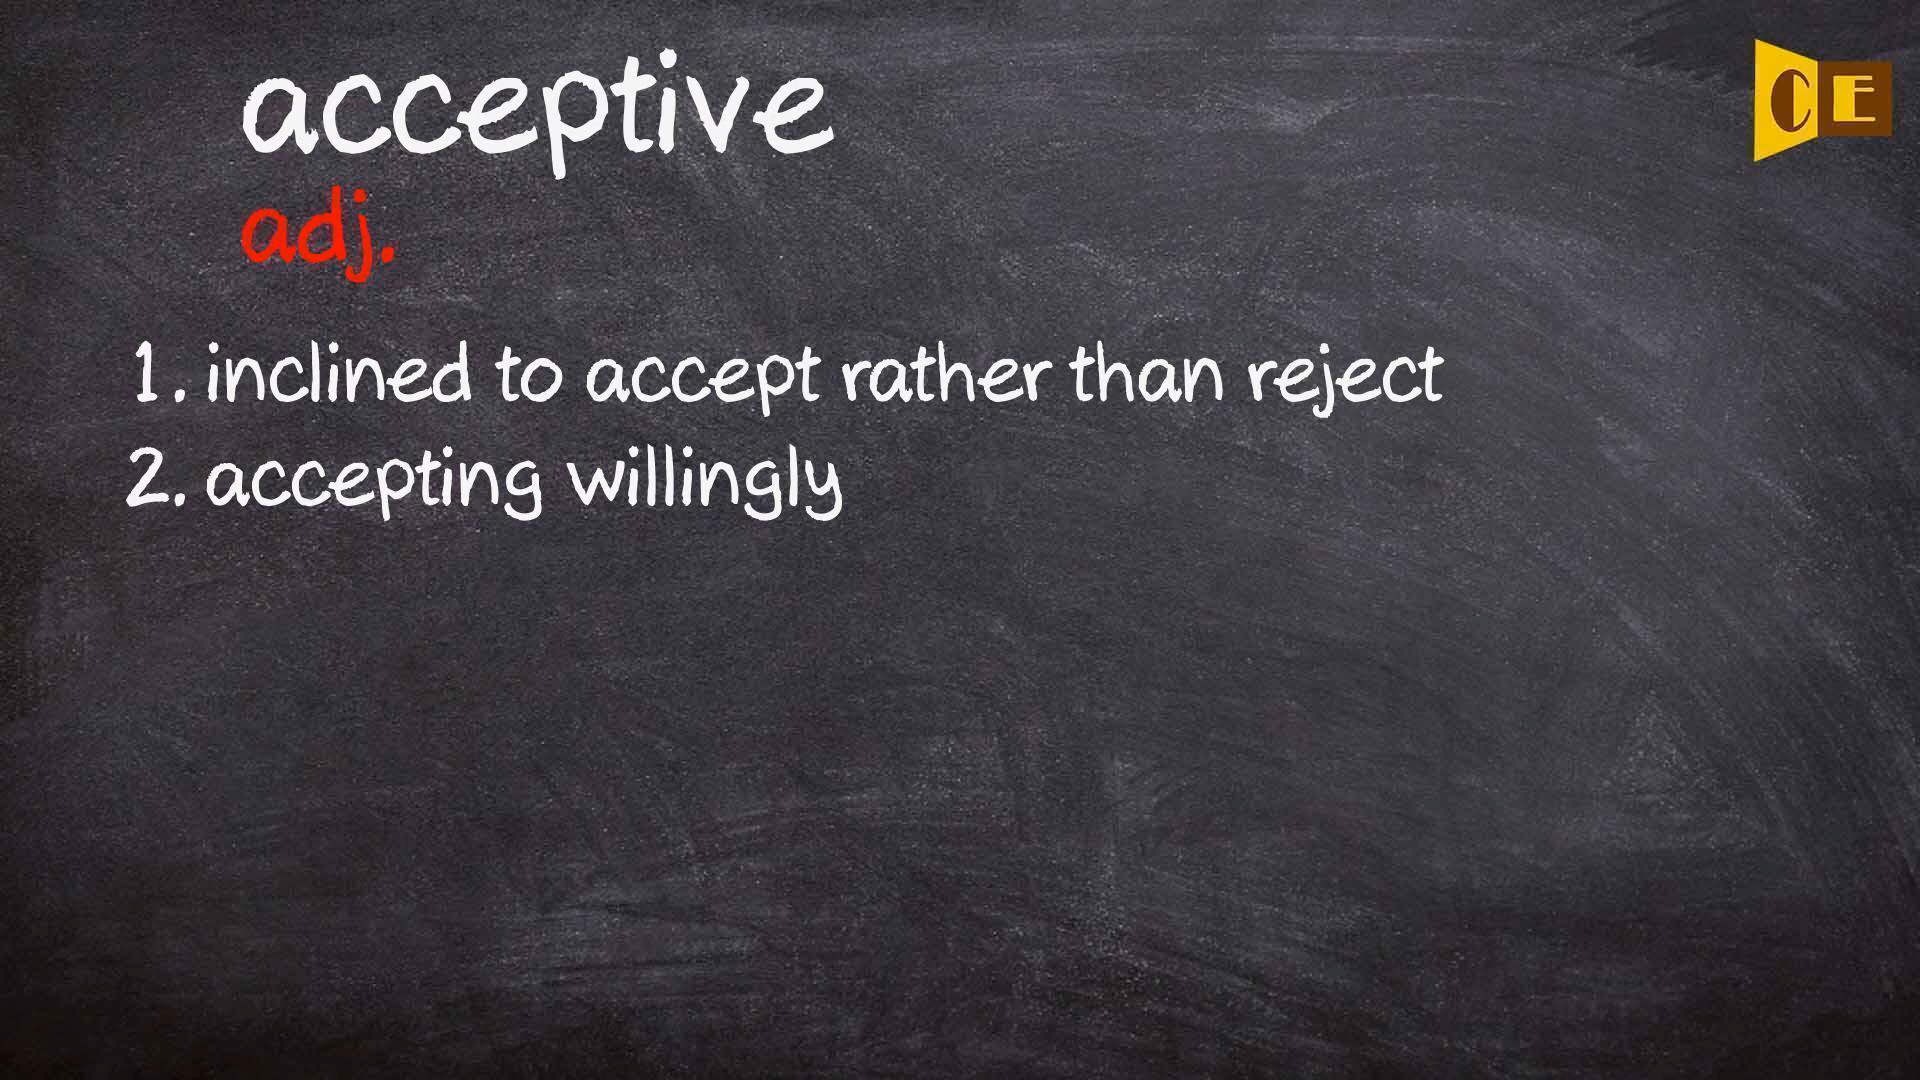 acceptive
CE
adj.
1. inclined to accept rather than reject
2. accepting willingly